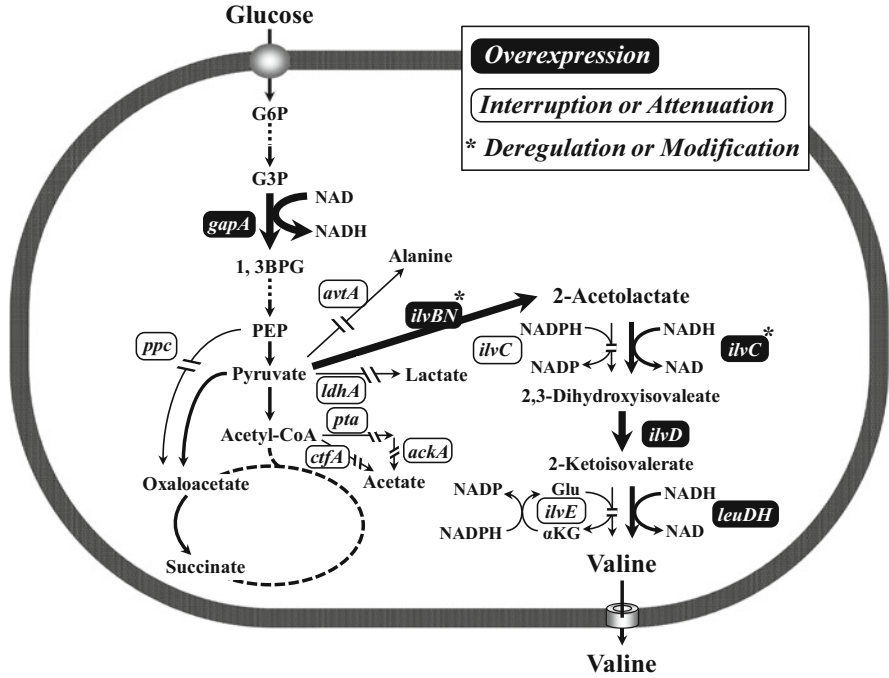 Glucose
Overexpression
Interruption or Attenuation
* Deregulation or Modification
G6P
G3P
NAD
gapA
NADH
1, 3BPG
Alanine
avtA
ilvBN*
2-Acetolactate
PEP
ppc
NADPH
NADH
ilvC
ilvC*
NADP
NAD
Pyruvate
Lactate
ldhA
2,3-Dihydroxyisovaleate
pta
Acetyl-CoA
ilvD
ctfA
ackA
2-Ketoisovalerate
Oxaloacetate
Acetate
NADP
Glu
NADH
ilvE
leuDH
NADPH
αKG
NAD
Succinate
Valine
Valine